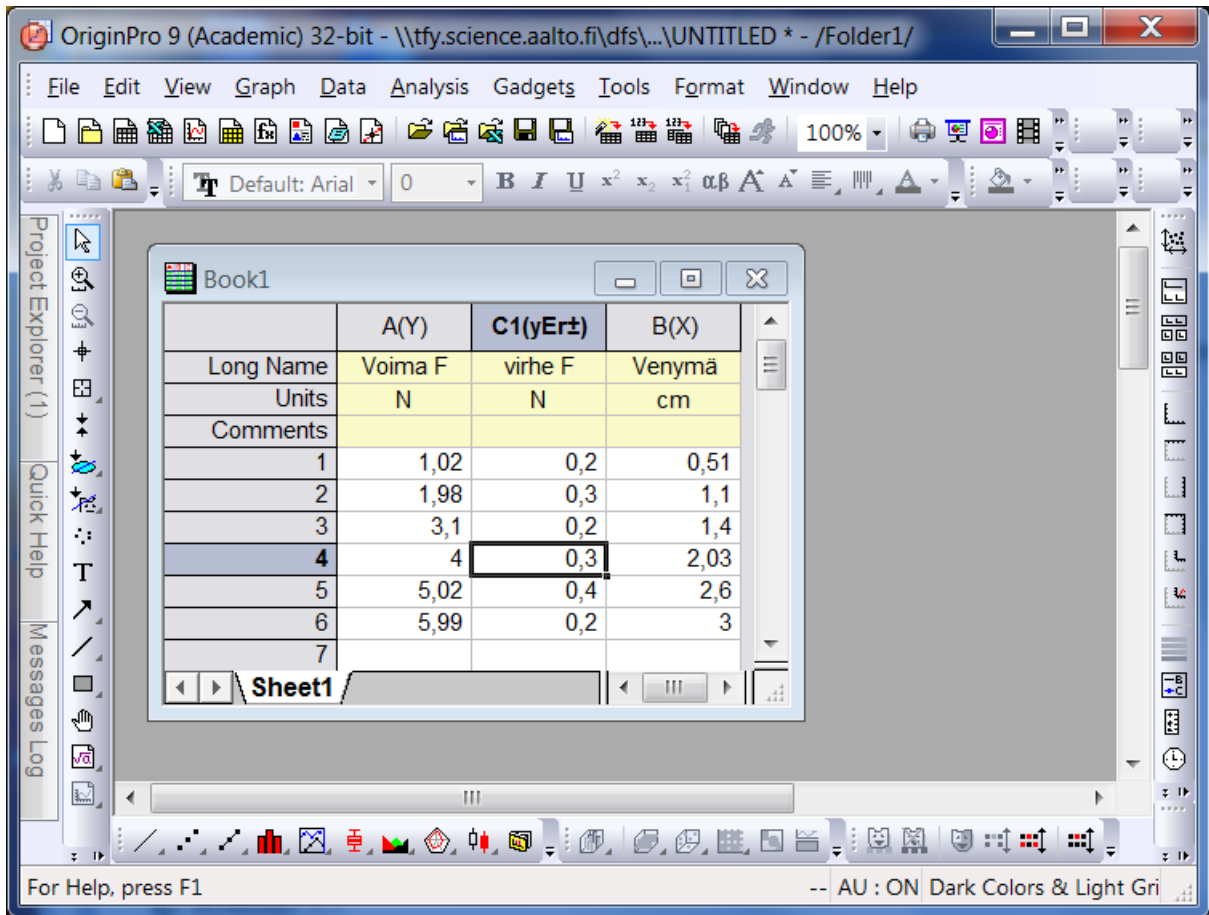 OriginPro 9 (Academic) 32-bit - \\tfy.science.aalto.fi\dfs\...\UNTITLED * - /Folder1/
File Edit View Graph Data Analysis Gadgets Tools Format Window Help
100%
Default: Arial 0 B I U x² x₂ x₁² αβ A A A
Project Explorer (1)
Quick Help
Messages Log
T
Book1
A(Y) C1(yEr±) B(X)
Long Name Voima F virhe F Venymä
Units N N cm
Comments
1 1,02 0,2 0,51
2 1,98 0,3 1,1
3 3,1 0,2 1,4
4 4 0,3 2,03
5 5,02 0,4 2,6
6 5,99 0,2 3
7
Sheet1
For Help, press F1 -- AU : ON Dark Colors & Light Gri